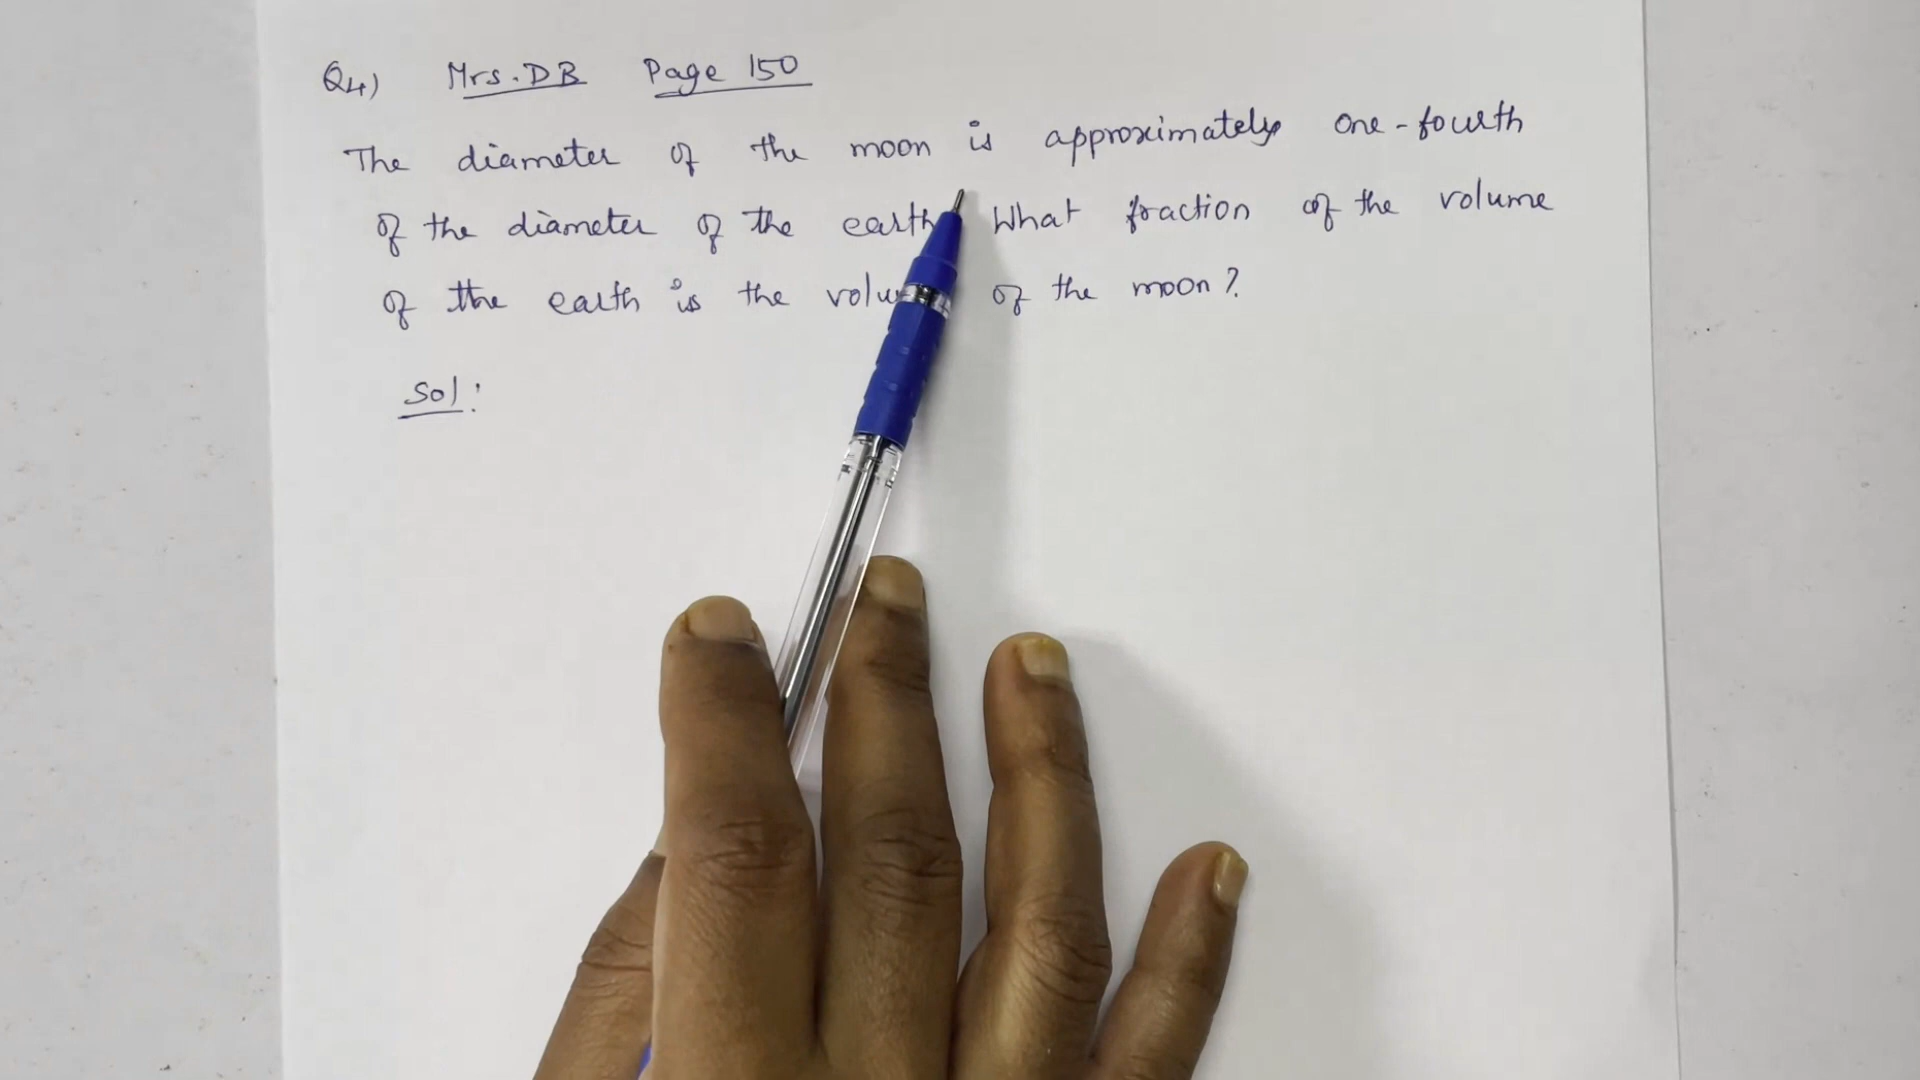 Q4) Mrs.DB Page 150
The diameter of the moon is approximately one-fourth
of the diameter of the earth What fraction of the volume
of the earth is the of the moon?
Sol: